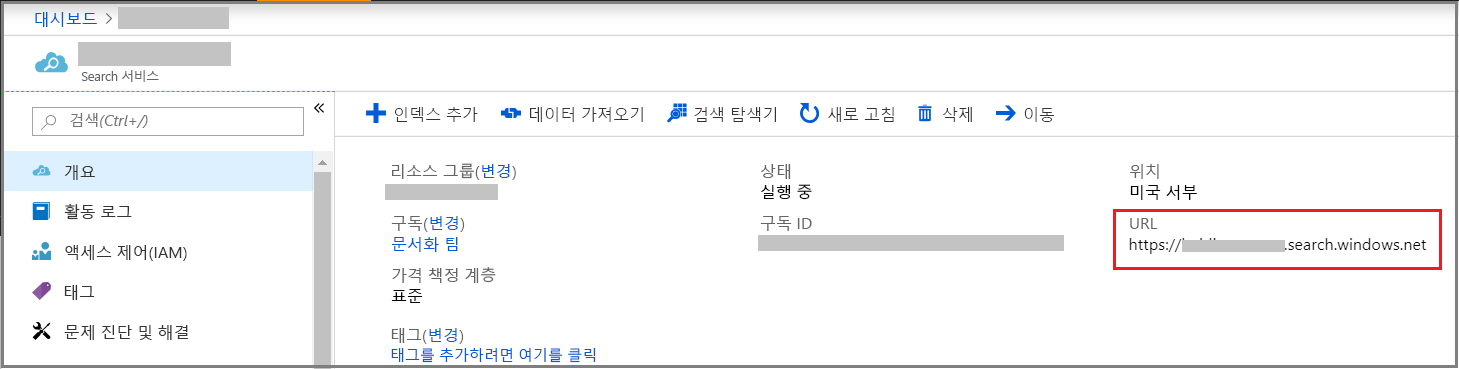 대시보드 >
Search 서비스
검색(Ctrl+/)
«
개요
활동 로그
액세스 제어(IAM)
태그
문제 진단 및 해결
인덱스 추가
데이터 가져오기
검색 탐색기
새로 고침
삭제
이동
리소스 그룹(변경)
구독(변경)
문서화 팀
가격 책정 계층
표준
태그(변경)
태그를 추가하려면 여기를 클릭
상태
실행 중
구독 ID
위치
미국 서부
URL
https:// .search.windows.net